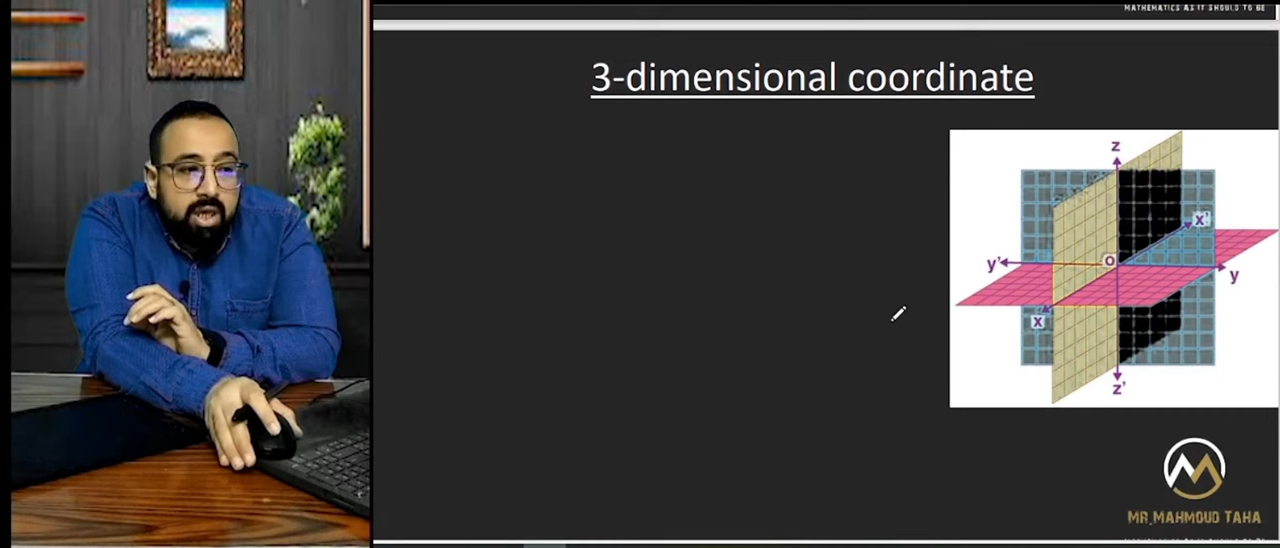 MATHEMATICS AS IT SHOULD TO BE
3-dimensional coordinate
z
x'
y'
O
y
x
z'
MR.MAHMOUD TAHA